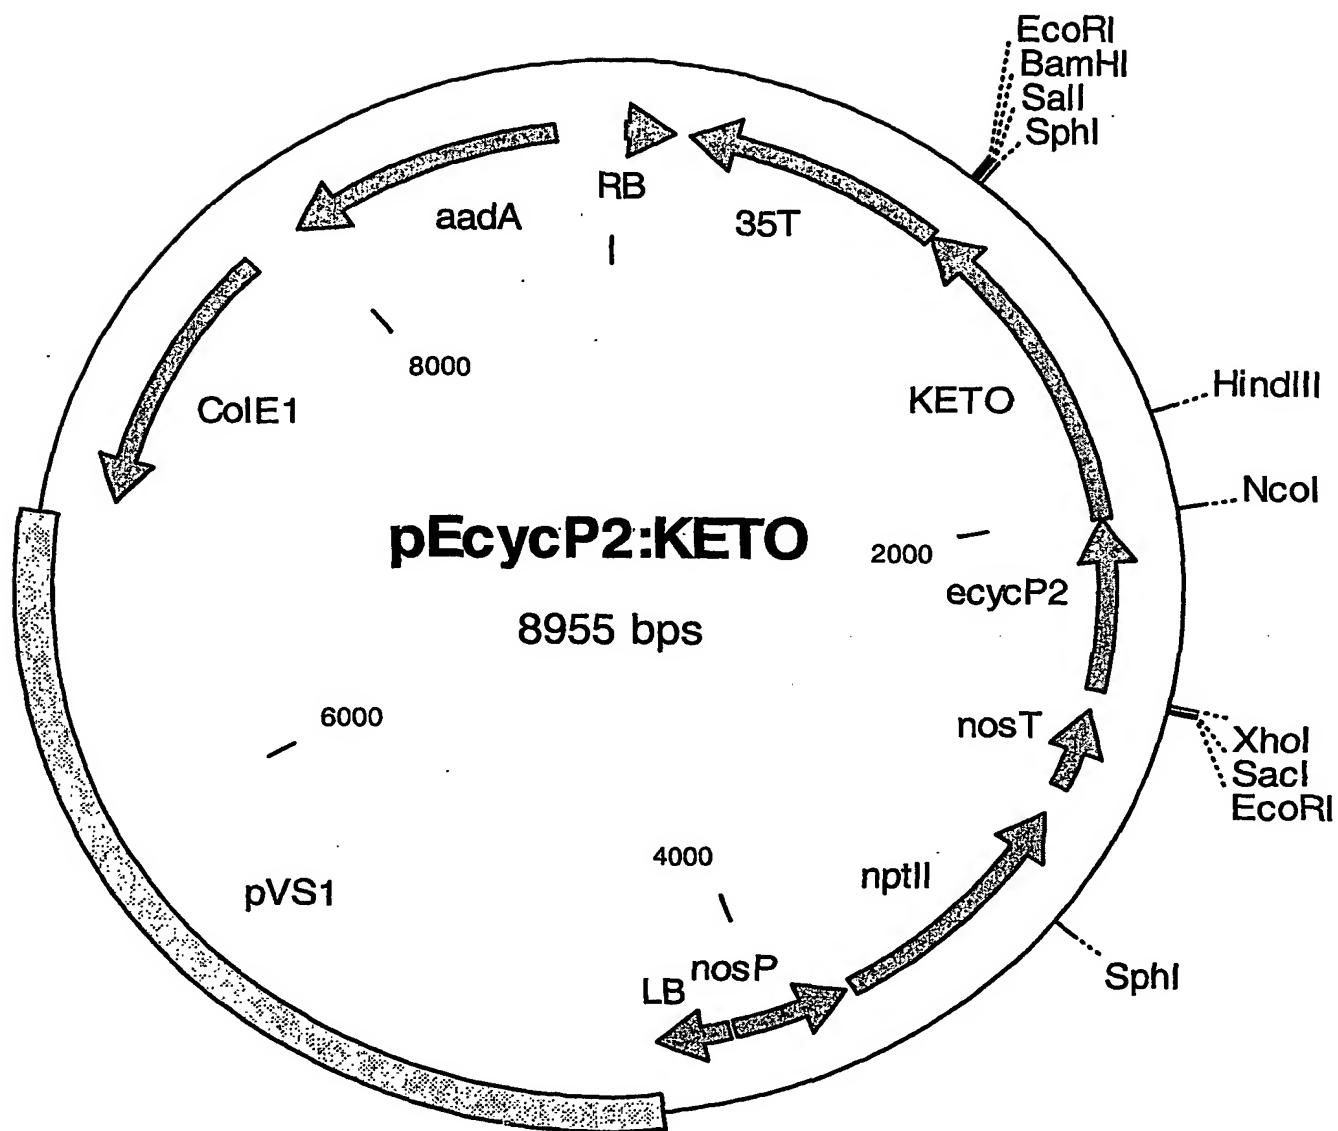 EcoRI
BamHI
SalI
SphI
RB
aadA
35T
8000
HindIII
KETO
ColE1
NcoI
pEcycP2:KETO
2000
ecycP2
8955 bps
6000
nosT
XhoI
SacI
EcoRI
4000
nptII
pVS1
nosP
SphI
LB